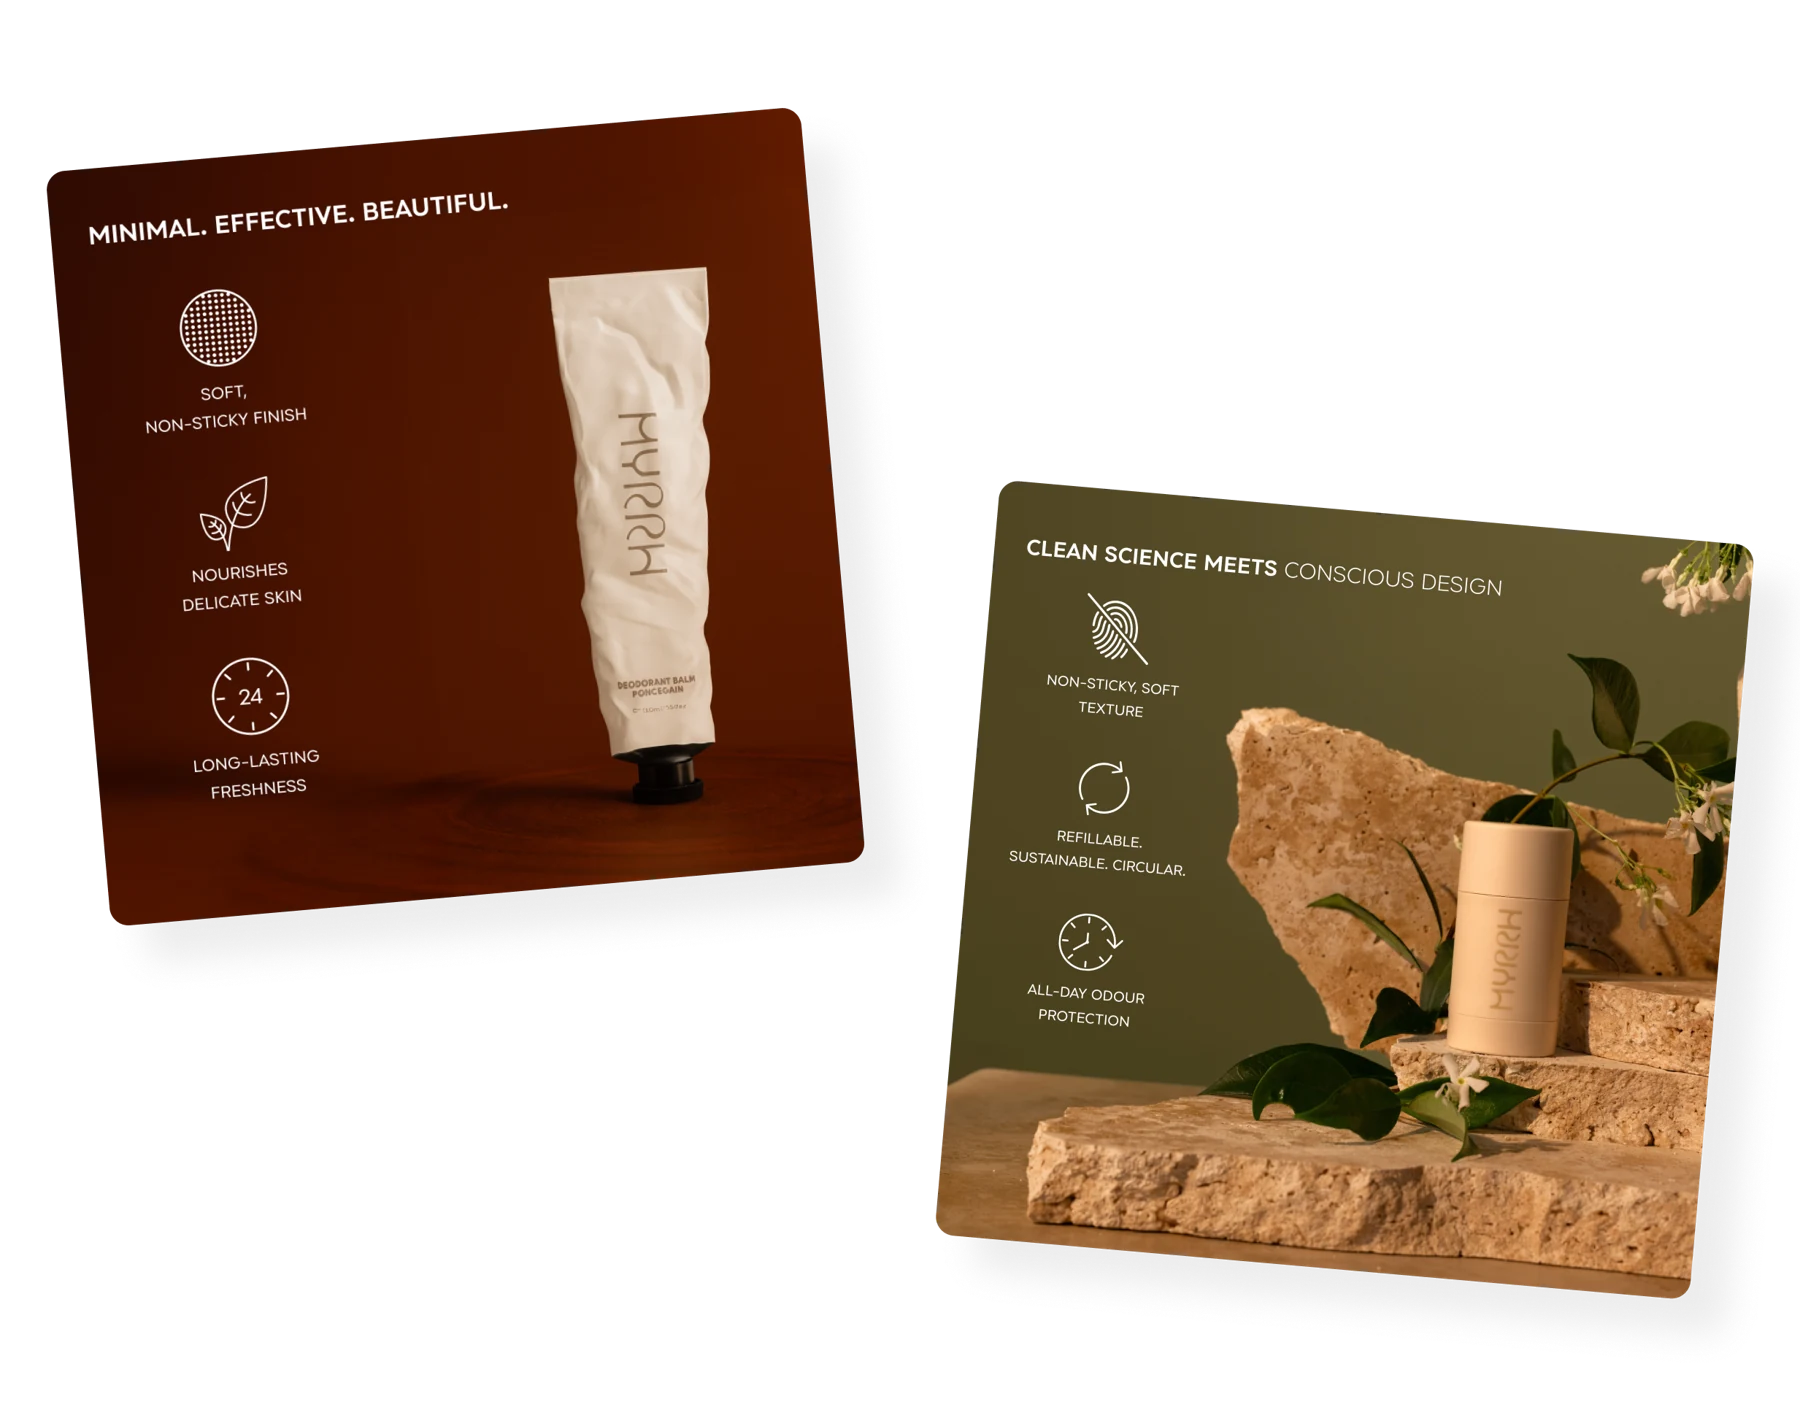 MINIMAL. EFFECTIVE. BEAUTIFUL.
SOFT,
NON-STICKY FINISH
NOURISHES
DELICATE SKIN
24
LONG-LASTING
FRESHNESS
DEODORANT BALM
PONCEGAIN
CLEAN SCIENCE MEETS CONSCIOUS DESIGN
NON-STICKY, SOFT
TEXTURE
REFILLABLE.
SUSTAINABLE. CIRCULAR.
ALL-DAY ODOUR
PROTECTION
MYRRH